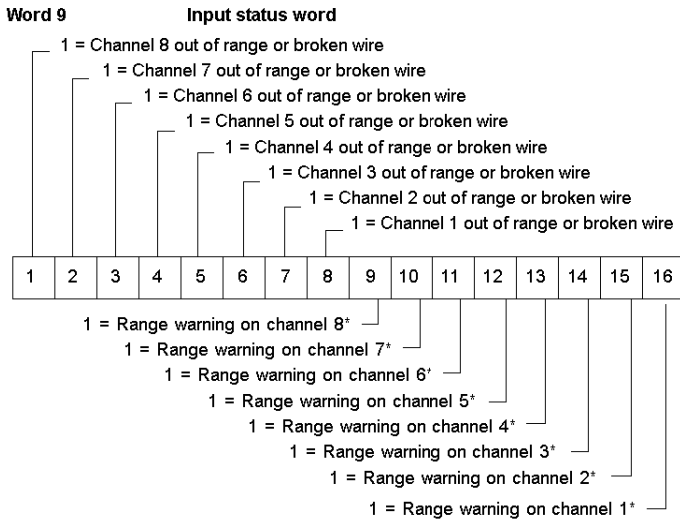 Word 9 Input status word
1 = Channel 8 out of range or broken wire
1 = Channel 7 out of range or broken wire
1 = Channel 6 out of range or broken wire
1 = Channel 5 out of range or broken wire
1 = Channel 4 out of range or broken wire
1 = Channel 3 out of range or broken wire
1 = Channel 2 out of range or broken wire
1 = Channel 1 out of range or broken wire
1 2 3 4 5 6 7 8 9 10 11 12 13 14 15 16
1 = Range warning on channel 8*
1 = Range warning on channel 7*
1 = Range warning on channel 6*
1 = Range warning on channel 5*
1 = Range warning on channel 4*
1 = Range warning on channel 3*
1 = Range warning on channel 2*
1 = Range warning on channel 1*